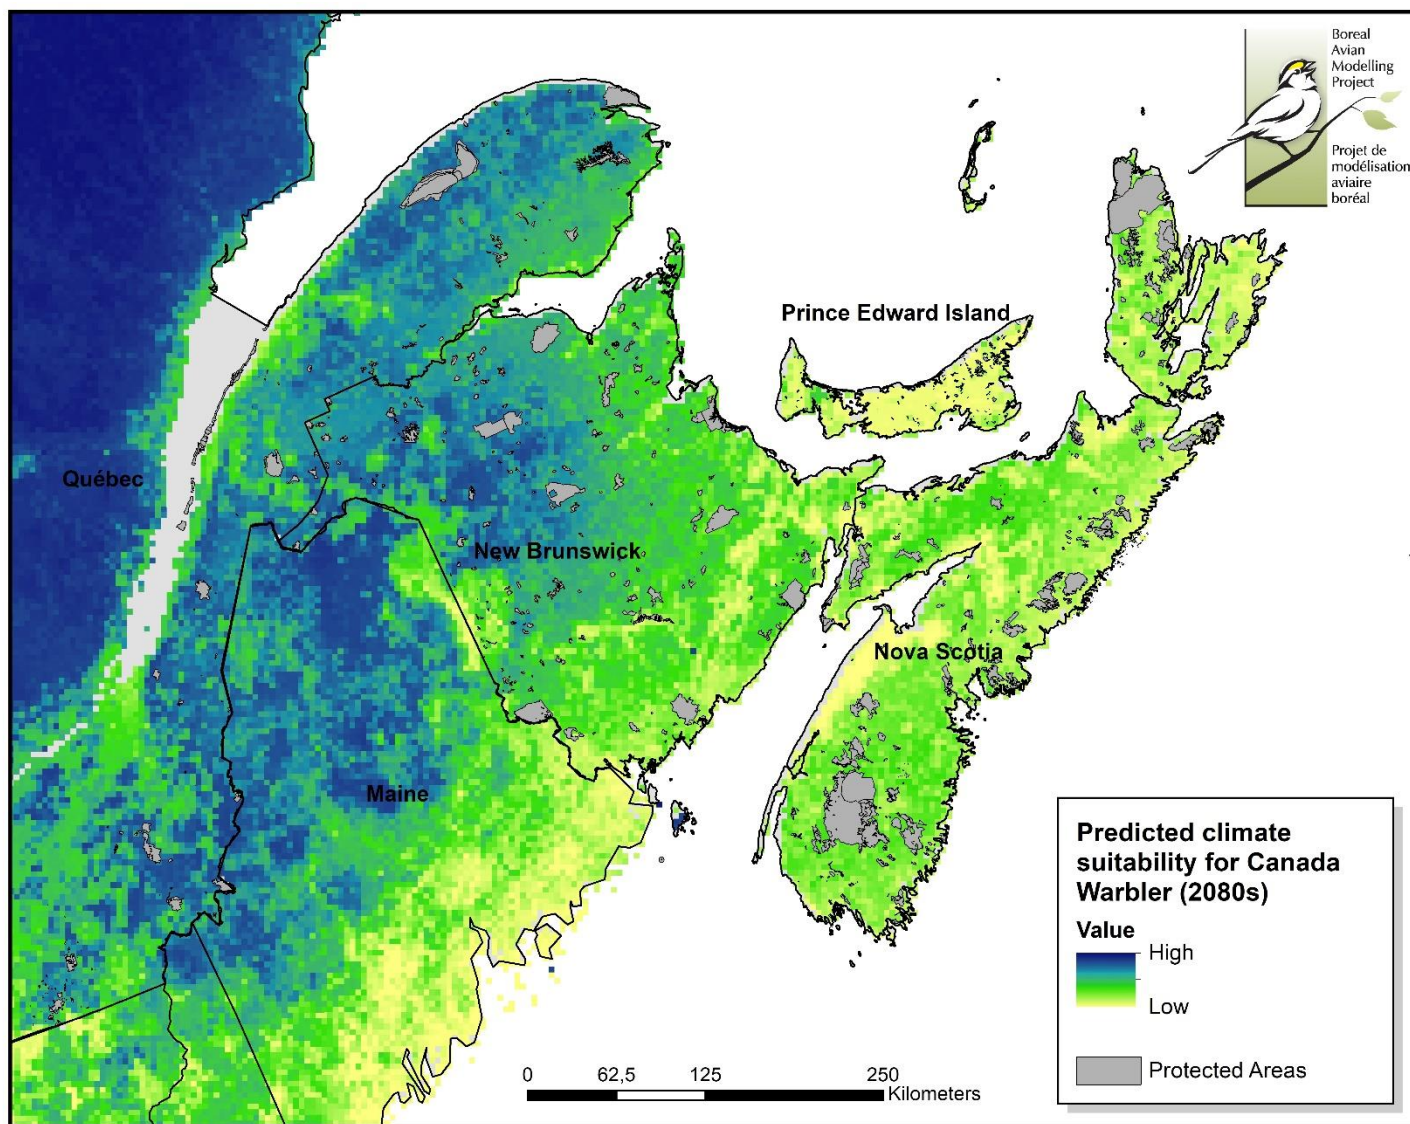 Boreal
Avian
Modelling
Project
Projet de
modélisation
aviaire
boréal
Prince Edward Island
Québec
New Brunswick
Nova Scotia
Maine
Predicted climate
suitability for Canada
Warbler (2080s)
Value
High
Low
Protected Areas
0 62,5 125 250
Kilometers